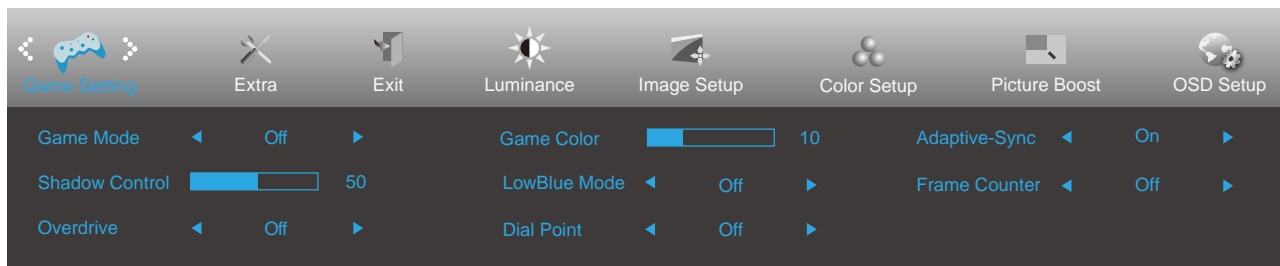 Game Setting Extra Exit Luminance Image Setup Color Setup Picture Boost OSD Setup
Game Mode Off Game Color 10 Adaptive-Sync On
Shadow Control 50 LowBlue Mode Off Frame Counter Off
Overdrive Off Dial Point Off